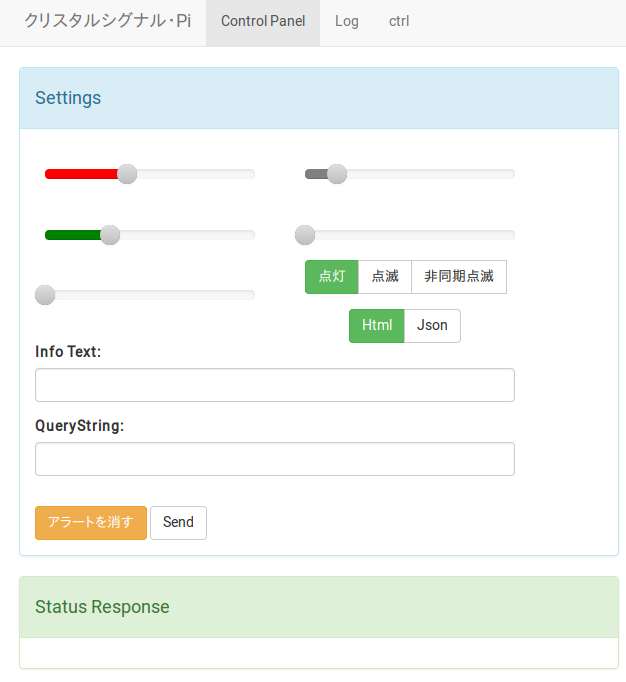 クリスタルシグナル・Pi Control Panel Log ctrl
Settings
点灯 点滅 非同期点滅
Html Json
Info Text:
QueryString:
アラートを消す Send
Status Response